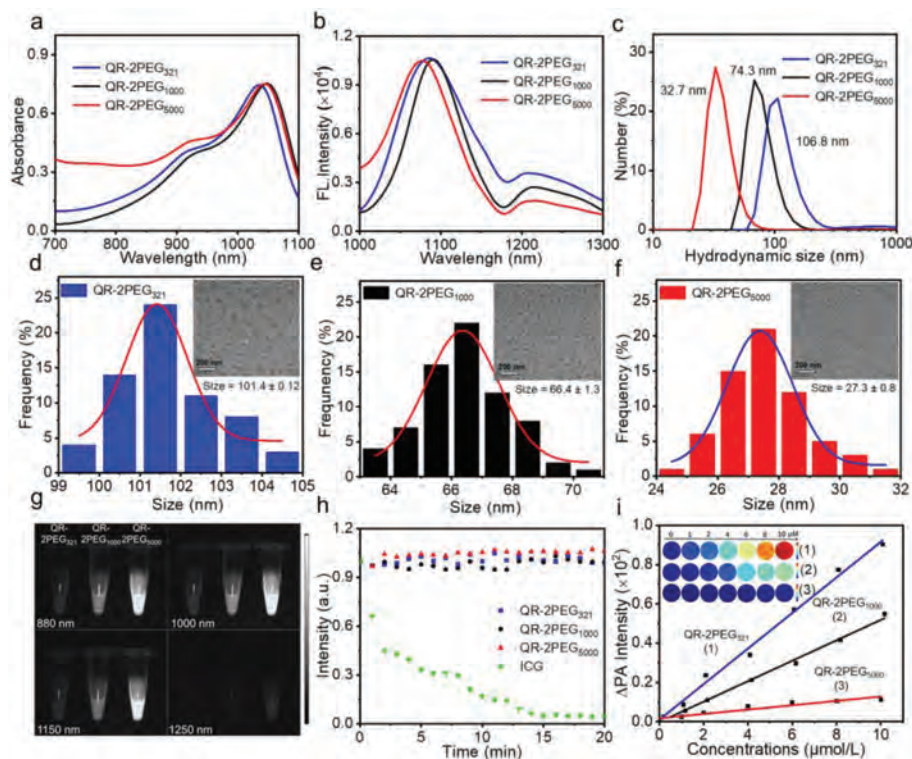 a
0.9
0.6
0.3
0.0
Absorbance
QR-2PEG321
QR-2PEG1000
QR-2PEG5000
700 800 900 1000 1100
Wavelength (nm)
b
1.2
0.9
0.6
0.3
0.0
FL Intensity (×10⁴)
QR-2PEG321
QR-2PEG1000
QR-2PEG5000
1000 1100 1200 1300
Wavelengh (nm)
c
30
20
10
0
Number (%)
QR-2PEG321
QR-2PEG1000
QR-2PEG5000
32.7 nm
74.3 nm
106.8 nm
10 100 1000
Hydrodynamic size (nm)
d
25
20
15
10
5
Frequency (%)
QR-2PEG321
200 nm
Size = 101.4 ± 0.12
99 100 101 102 103 104 105
Size (nm)
e
25
20
15
10
5
Frequency (%)
QR-2PEG1000
200 nm
Size = 66.4 ± 1.3
64 66 68 70
Size (nm)
f
25
20
15
10
5
Frequency (%)
QR-2PEG5000
200 nm
Size = 27.3 ± 0.8
24 26 28 30 32
Size (nm)
g
QR- QR- QR-
2PEG321 2PEG1000 2PEG5000
880 nm
1000 nm
1150 nm
1250 nm
h
1.2
0.9
0.6
0.3
0.0
Intensity (a.u.)
QR-2PEG321
QR-2PEG1000
QR-2PEG5000
ICG
0 5 10 15 20
Time (min)
i
1.0
0.8
0.6
0.4
0.2
0.0
ΔPA Intensity (×10²)
0 1 2 4 6 8 10 μM
(1)
(2)
(3)
QR-2PEG321
(1)
QR-2PEG1000
(2)
QR-2PEG5000
(3)
0 2 4 6 8 10
Concentrations (μmol/L)